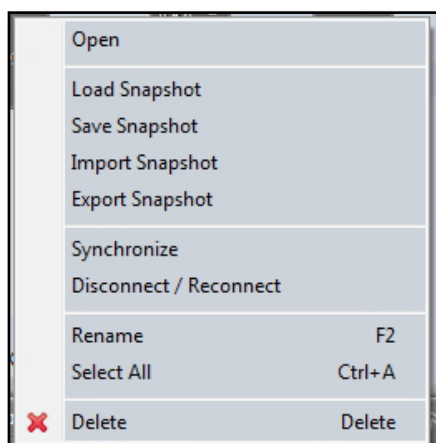 Open
Load Snapshot
Save Snapshot
Import Snapshot
Export Snapshot
Synchronize
Disconnect / Reconnect
Rename F2
Select All Ctrl+A
Delete Delete